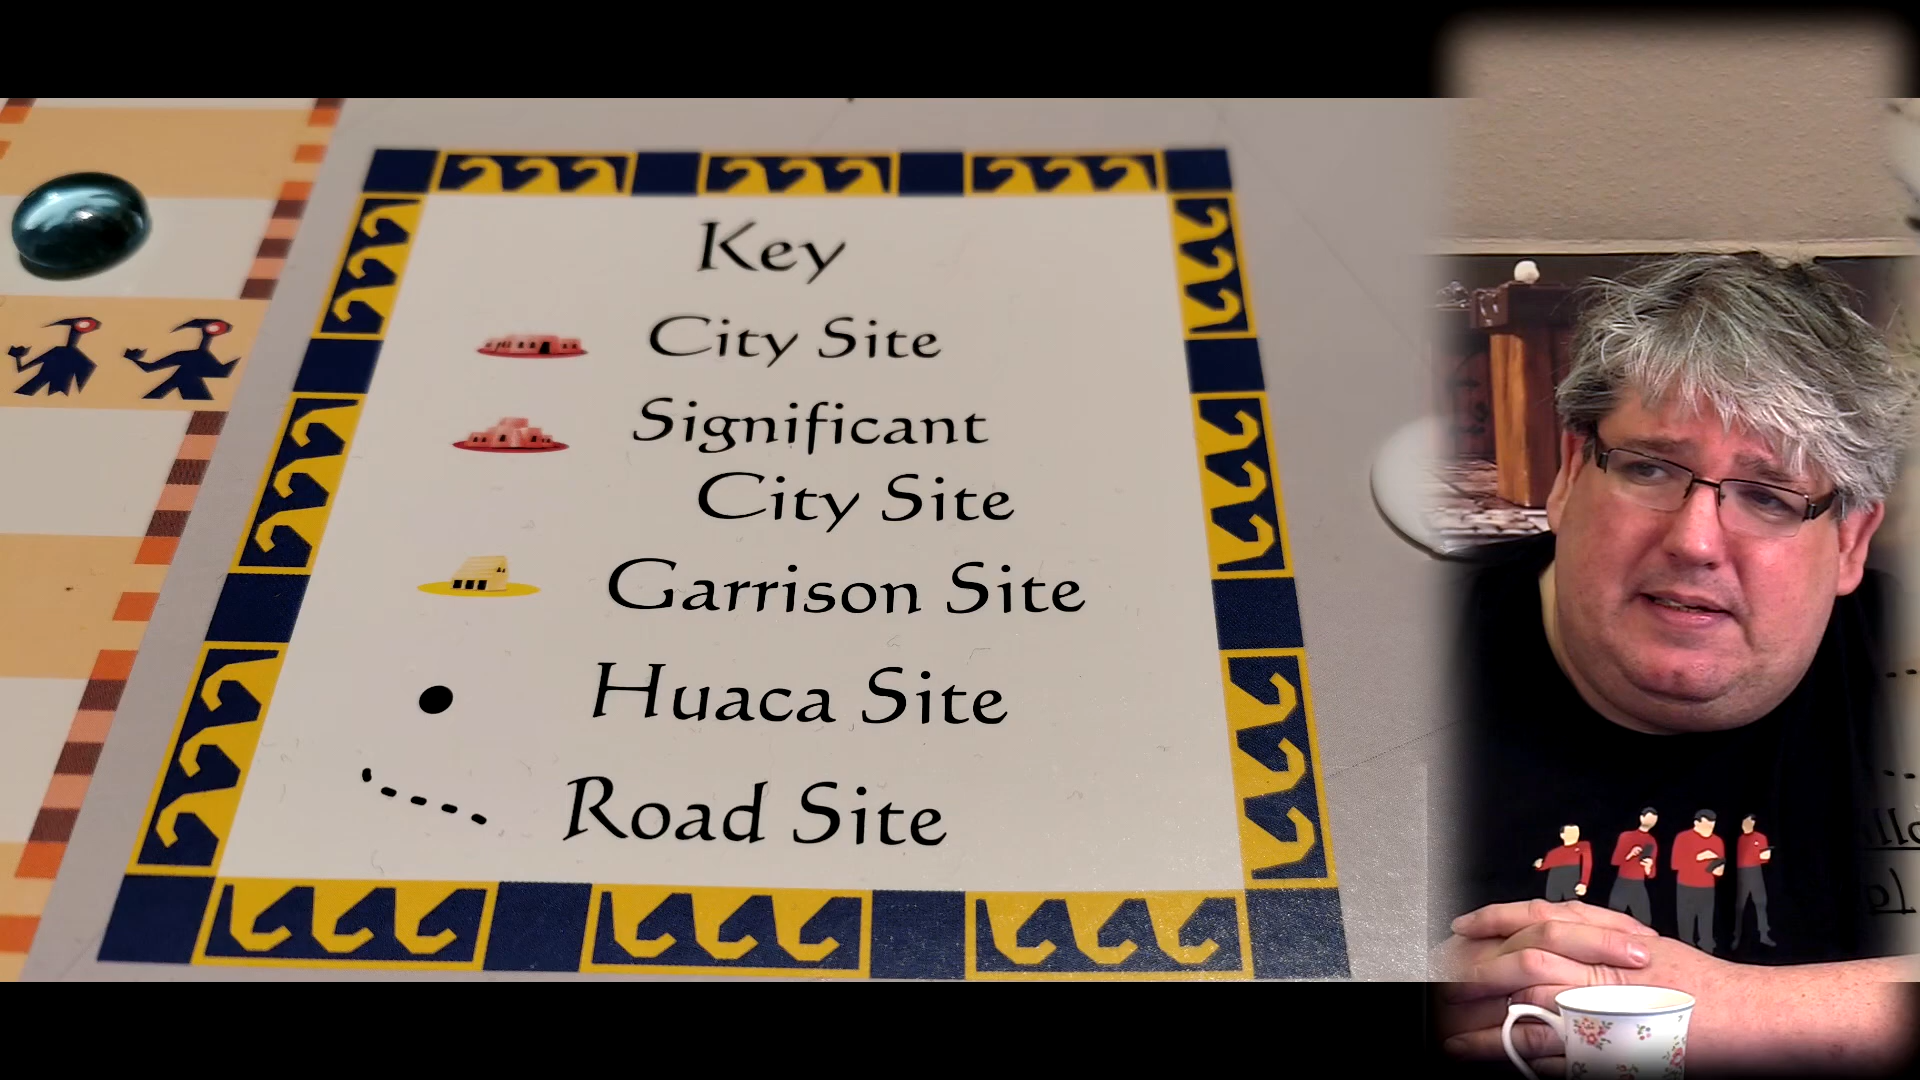 Key
City Site
Significant
City Site
Garrison Site
Huaca Site
Road Site